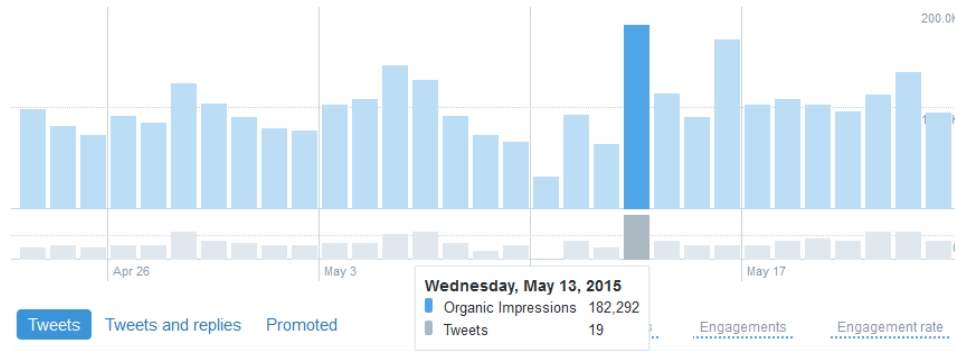 200.0K
Apr 26
May 3
May 17
Wednesday, May 13, 2015
Organic Impressions 182,292
Tweets 19
Tweets
Tweets and replies
Promoted
Engagements
Engagement rate